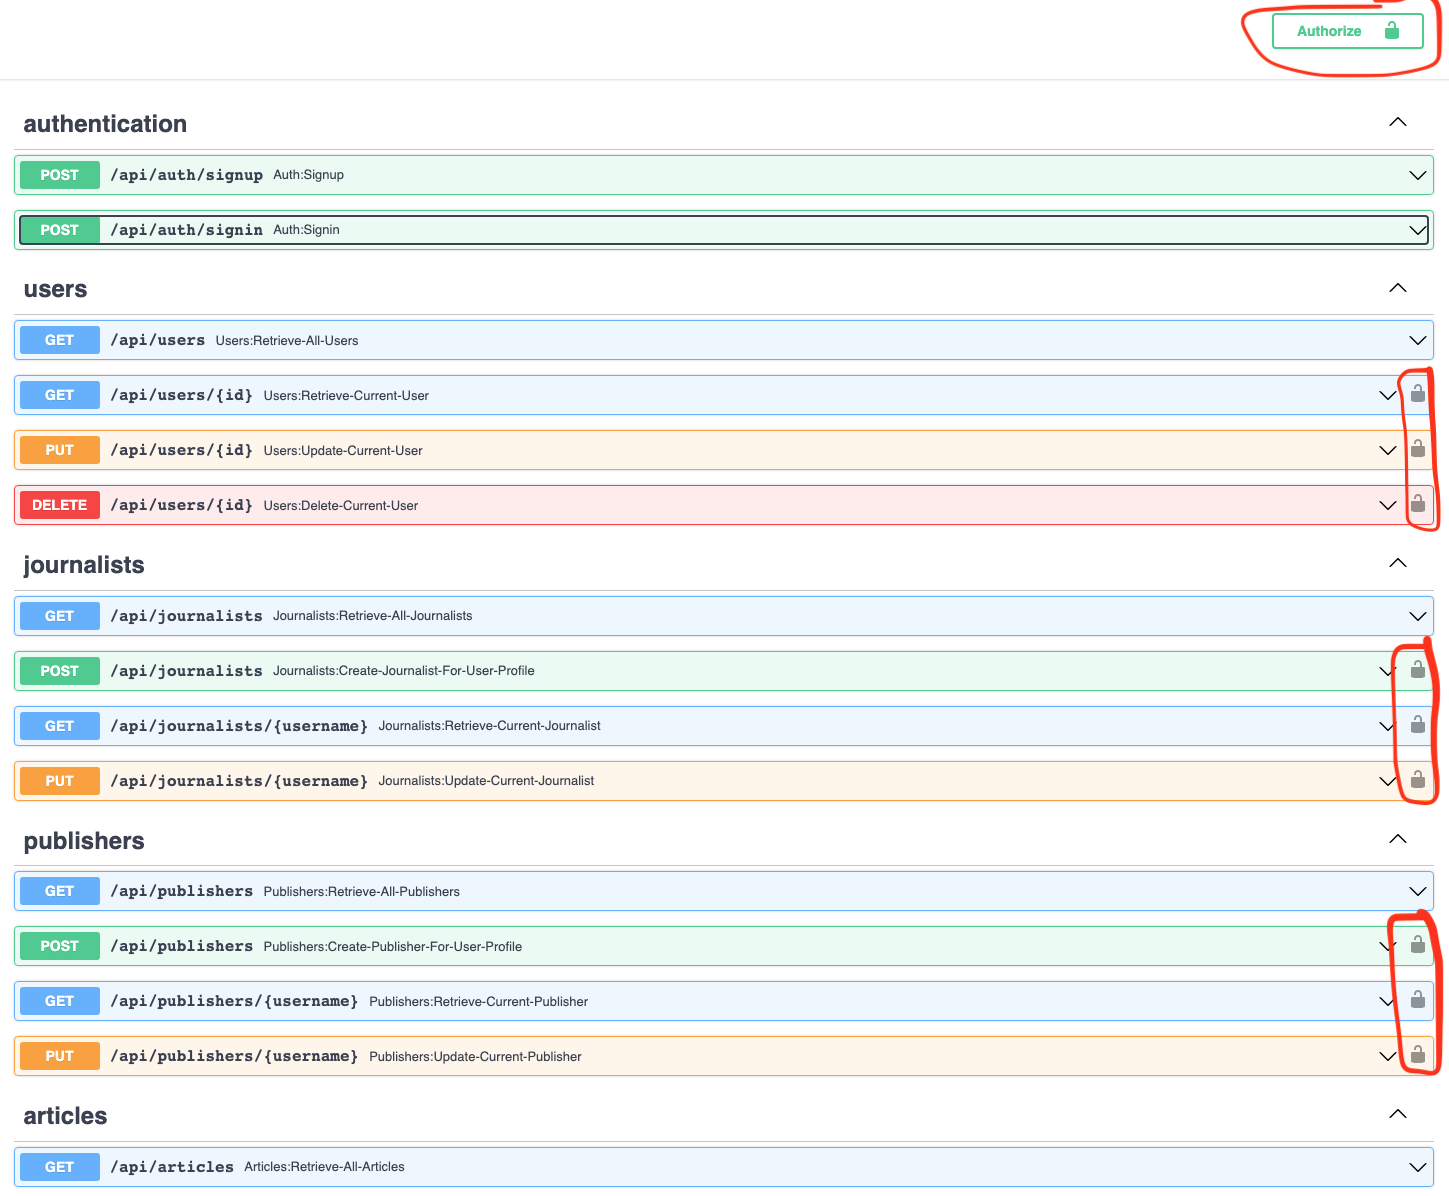 Authorize
authentication
POST /api/auth/signup Auth:Signup
POST /api/auth/signin Auth:Signin
users
GET /api/users Users:Retrieve-All-Users
GET /api/users/{id} Users:Retrieve-Current-User
PUT /api/users/{id} Users:Update-Current-User
DELETE /api/users/{id} Users:Delete-Current-User
journalists
GET /api/journalists Journalists:Retrieve-All-Journalists
POST /api/journalists Journalists:Create-Journalist-For-User-Profile
GET /api/journalists/{username} Journalists:Retrieve-Current-Journalist
PUT /api/journalists/{username} Journalists:Update-Current-Journalist
publishers
GET /api/publishers Publishers:Retrieve-All-Publishers
POST /api/publishers Publishers:Create-Publisher-For-User-Profile
GET /api/publishers/{username} Publishers:Retrieve-Current-Publisher
PUT /api/publishers/{username} Publishers:Update-Current-Publisher
articles
GET /api/articles Articles:Retrieve-All-Articles